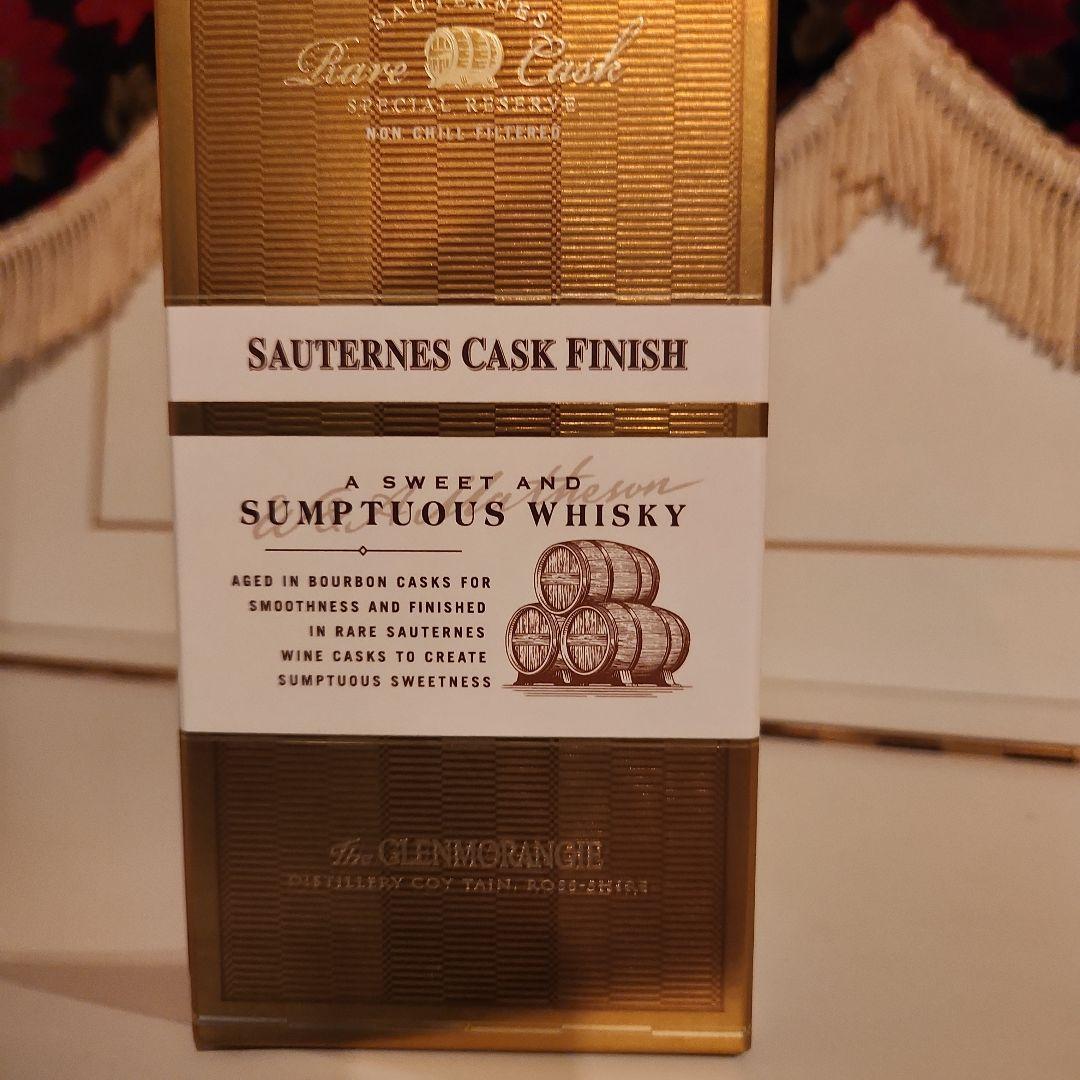 SAUTERNES
Rare Cask
SPECIAL RESERVE
NON CHILL FILTERED
SAUTERNES CASK FINISH
A SWEET AND
SUMPTUOUS WHISKY
W & A Matheson
AGED IN BOURBON CASKS FOR
SMOOTHNESS AND FINISHED
IN RARE SAUTERNES
WINE CASKS TO CREATE
SUMPTUOUS SWEETNESS
The GLENMORANGIE
DISTILLERY COY TAIN, ROSS-SHIRE